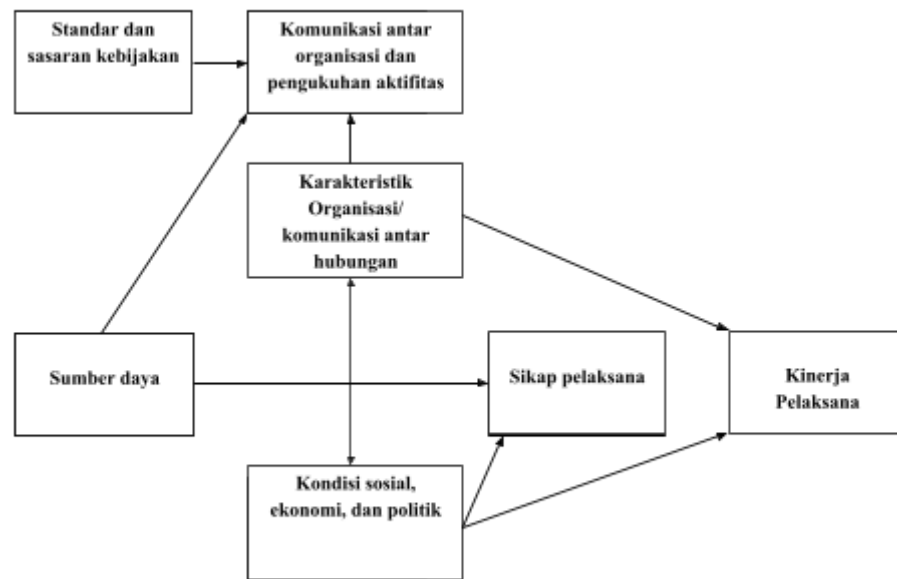 Standar dan
sasaran kebijakan
Komunikasi antar
organisasi dan
pengukuhan aktifitas
Karakteristik
Organisasi/
komunikasi antar
hubungan
Sumber daya
Sikap pelaksana
Kinerja
Pelaksana
Kondisi sosial,
ekonomi, dan politik